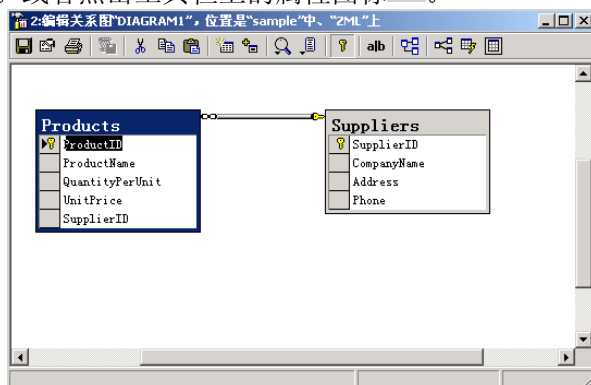 2:编辑关系图"DIAGRAM1"，位置是"sample"中、"ZML"上
alb
Products
ProductID
ProductName
QuantityPerUnit
UnitPrice
SupplierID
Suppliers
SupplierID
CompanyName
Address
Phone